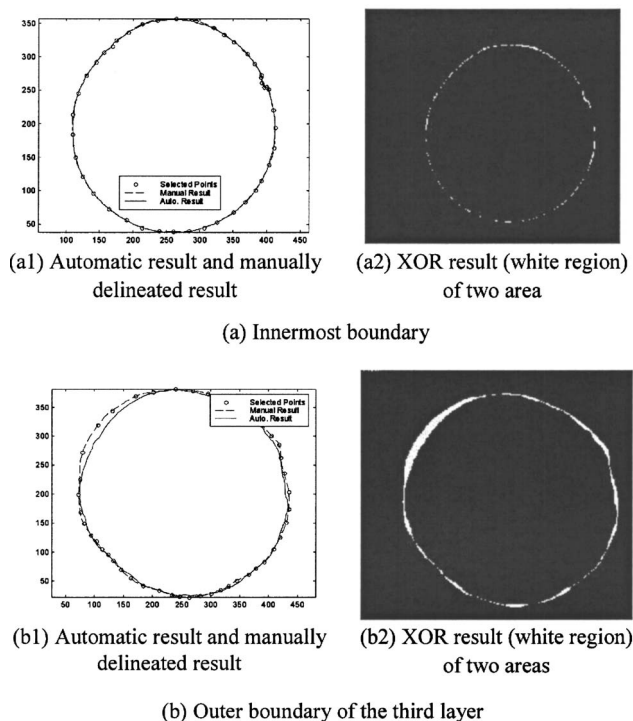 350
300
250
200
150
100
50
Selected Points
Manual Result
Auto. Result
100 150 200 250 300 350 400 450
(a1) Automatic result and manually
delineated result
(a2) XOR result (white region)
of two area
(a) Innermost boundary
350
300
250
200
150
100
50
Selected Points
Manual Result
Auto. Result
50 100 150 200 250 300 350 400 450
(b1) Automatic result and manually
delineated result
(b2) XOR result (white region)
of two areas
(b) Outer boundary of the third layer